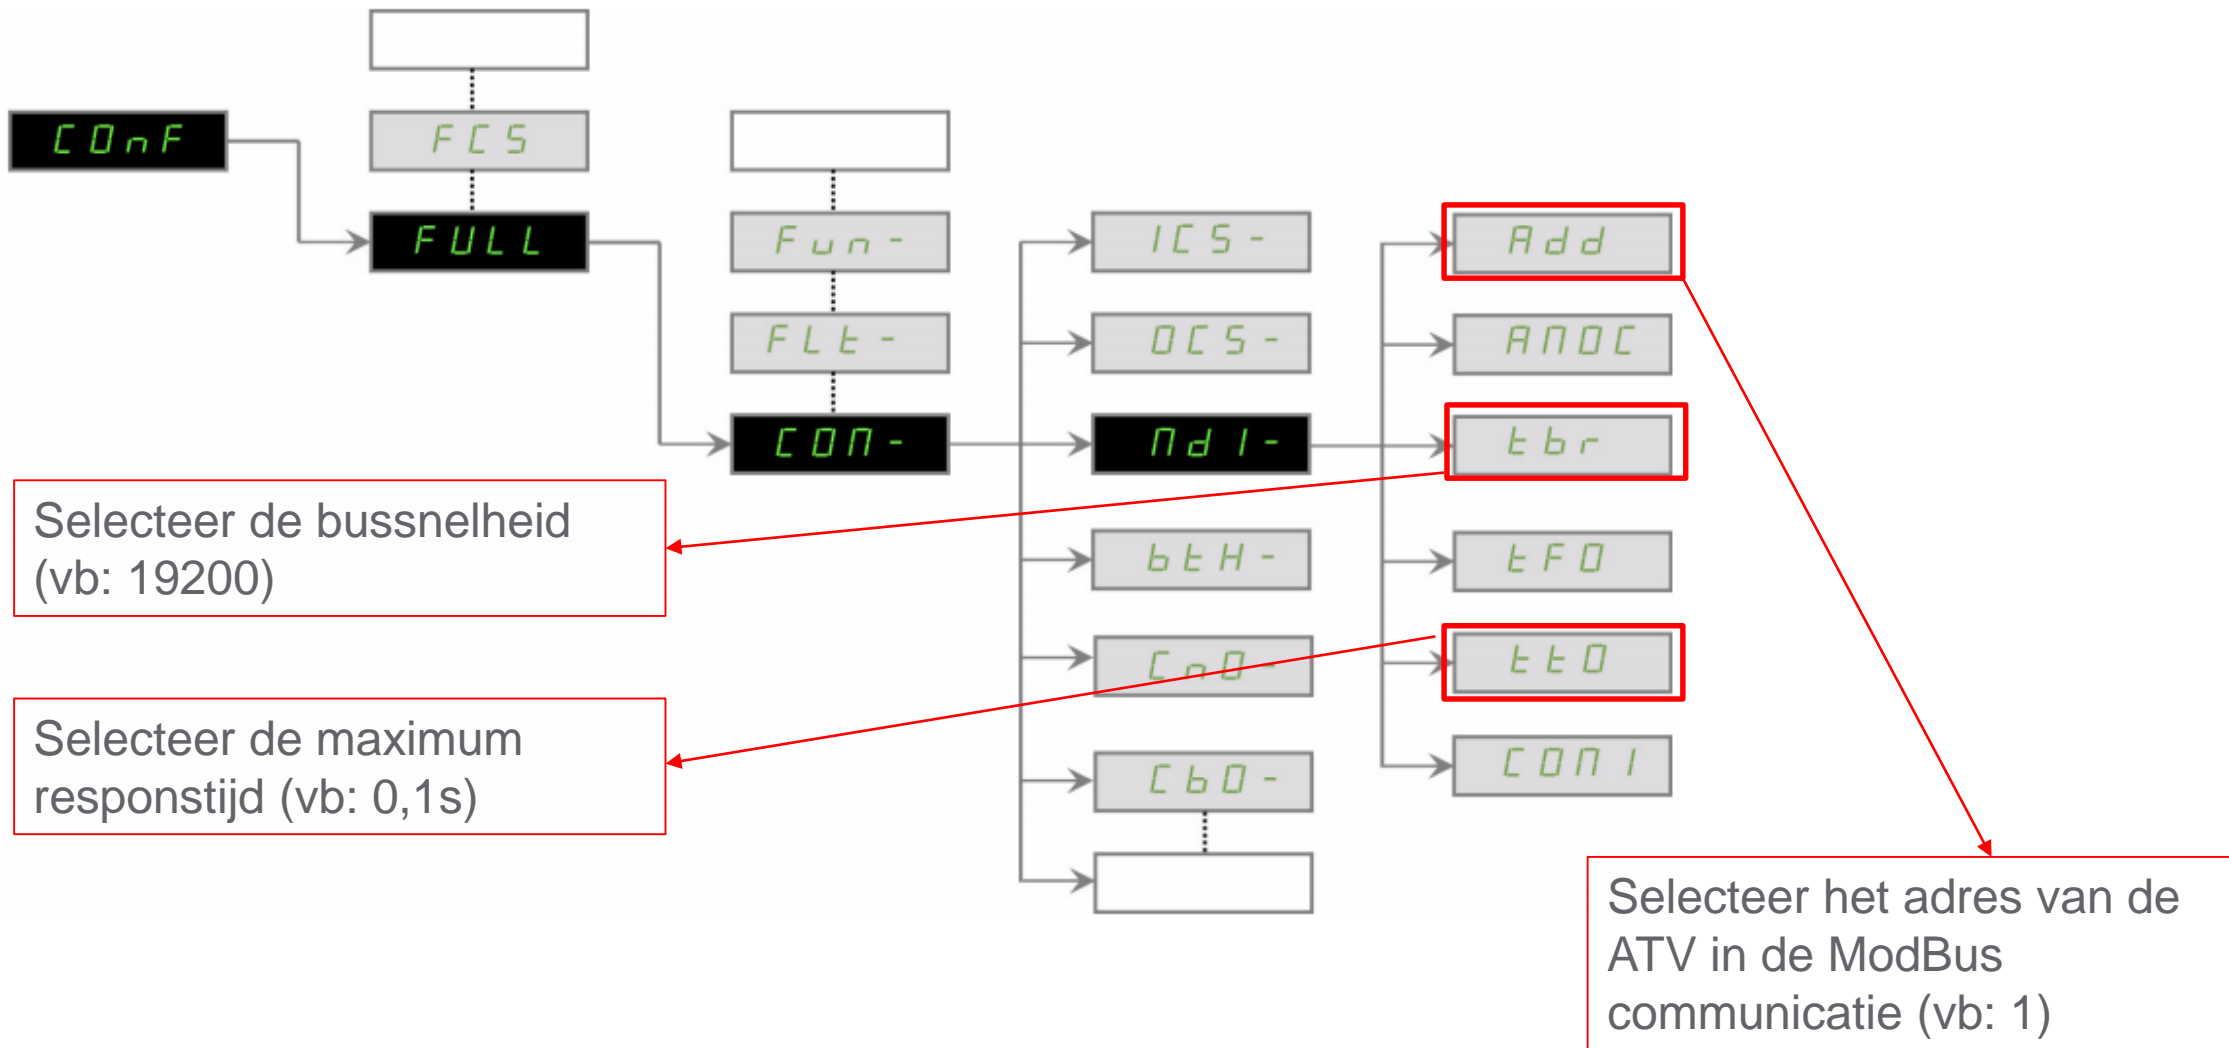 COnF
FCS
FULL
Fun-
FLt-
COM-
ICS-
OCS-
Md1-
btH-
CnO-
CbO-
Add
AMOC
tbr
tFO
ttO
COM1
Selecteer de bussnelheid
(vb: 19200)
Selecteer de maximum
responstijd (vb: 0,1s)
Selecteer het adres van de
ATV in de ModBus
communicatie (vb: 1)